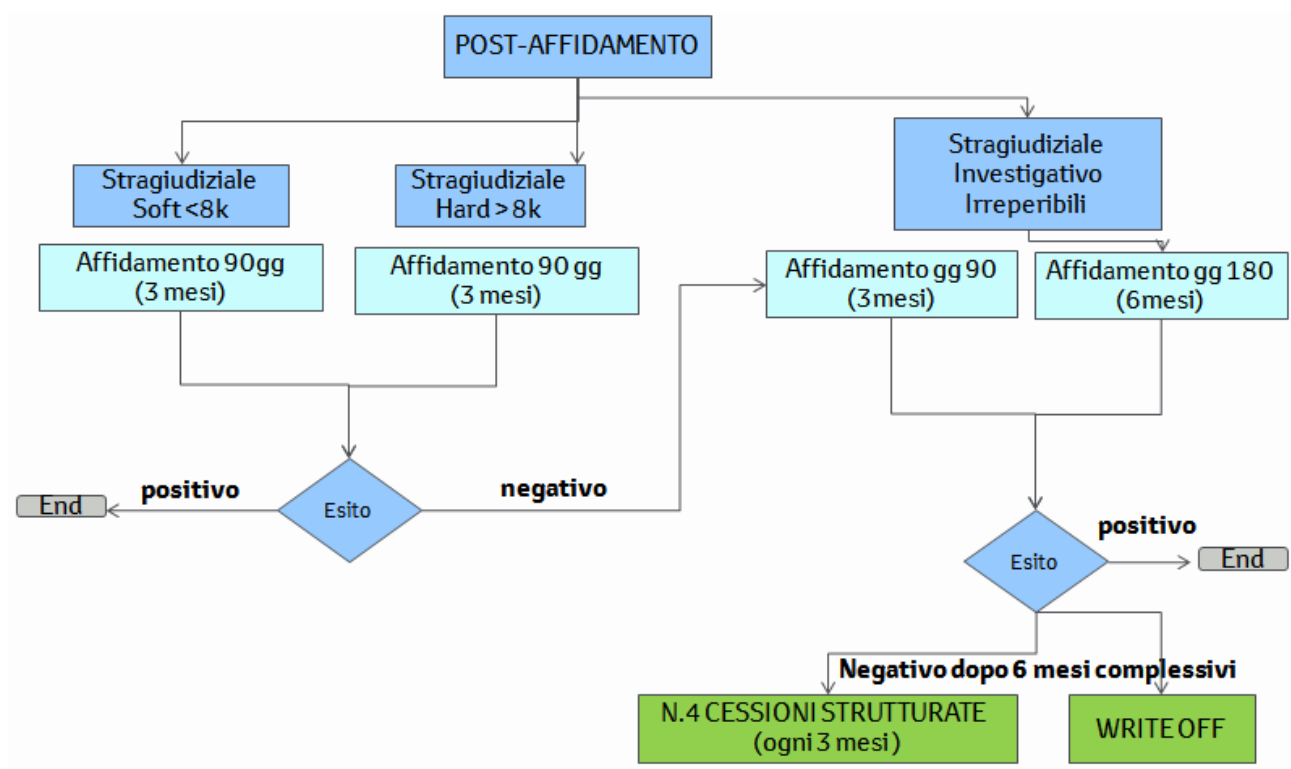 POST-AFFIDAMENTO
Stragiudiziale
Soft <8k
Stragiudiziale
Hard > 8k
Stragiudiziale
Investigativo
Irreperibili
Affidamento 90gg
(3 mesi)
Affidamento 90 gg
(3 mesi)
Affidamento gg 90
(3mesi)
Affidamento gg 180
(6mesi)
positivo
negativo
End
Esito
positivo
Esito
End
Negativo dopo 6 mesi complessivi
N.4 CESSIONI STRUTTURATE
(ogni 3 mesi)
WRITE OFF